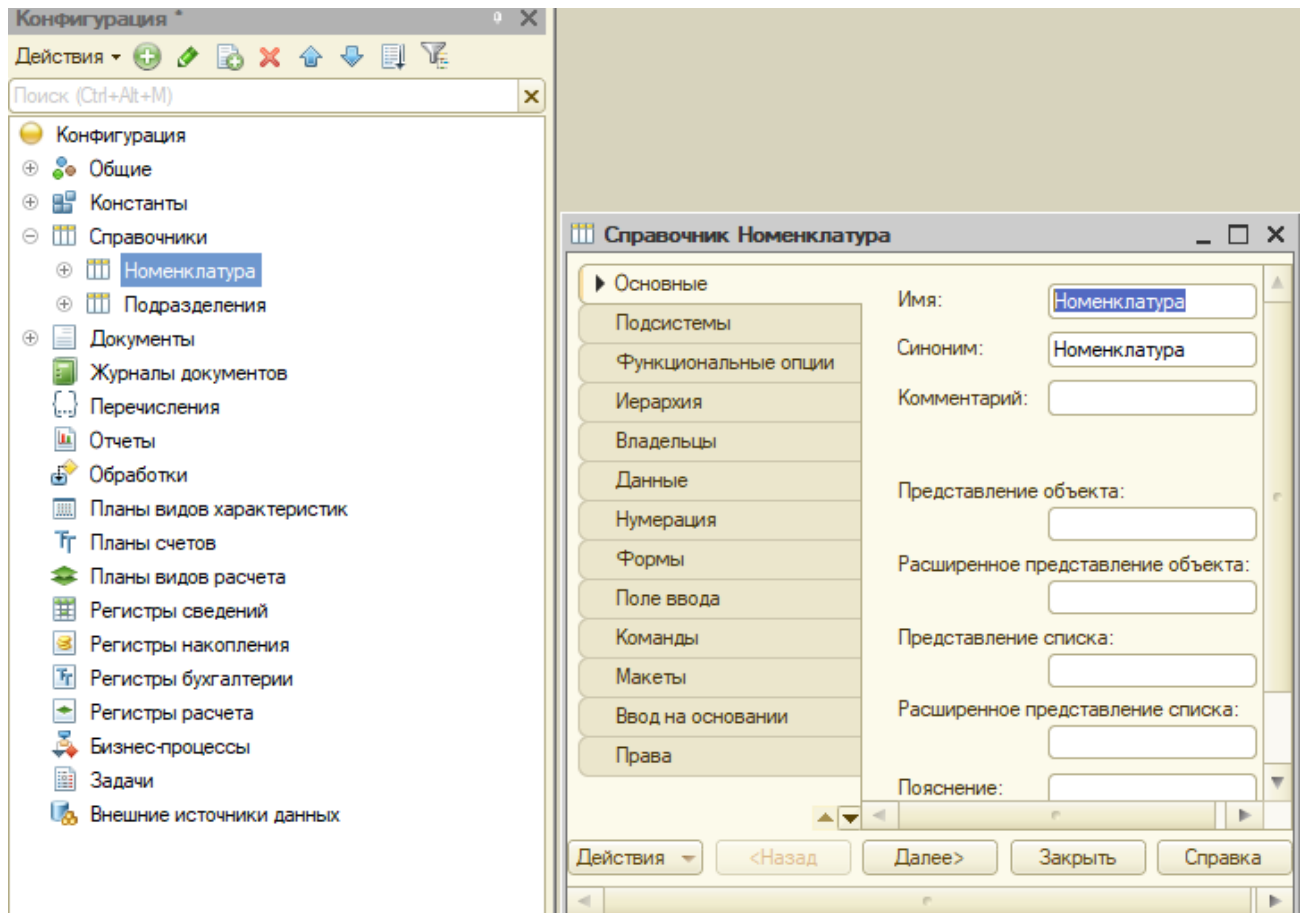 Конфигурация *
Действия
Поиск (Ctrl+Alt+M)
Конфигурация
Общие
Константы
Справочники
Номенклатура
Подразделения
Документы
Журналы документов
Перечисления
Отчеты
Обработки
Планы видов характеристик
Планы счетов
Планы видов расчета
Регистры сведений
Регистры накопления
Регистры бухгалтерии
Регистры расчета
Бизнес-процессы
Задачи
Внешние источники данных
Справочник Номенклатура
Основные
Подсистемы
Функциональные опции
Иерархия
Владельцы
Данные
Нумерация
Формы
Поле ввода
Команды
Макеты
Ввод на основании
Права
Имя: Номенклатура
Синоним: Номенклатура
Комментарий:
Представление объекта:
Расширенное представление объекта:
Представление списка:
Расширенное представление списка:
Пояснение:
Действия <Назад Далее> Закрыть Справка